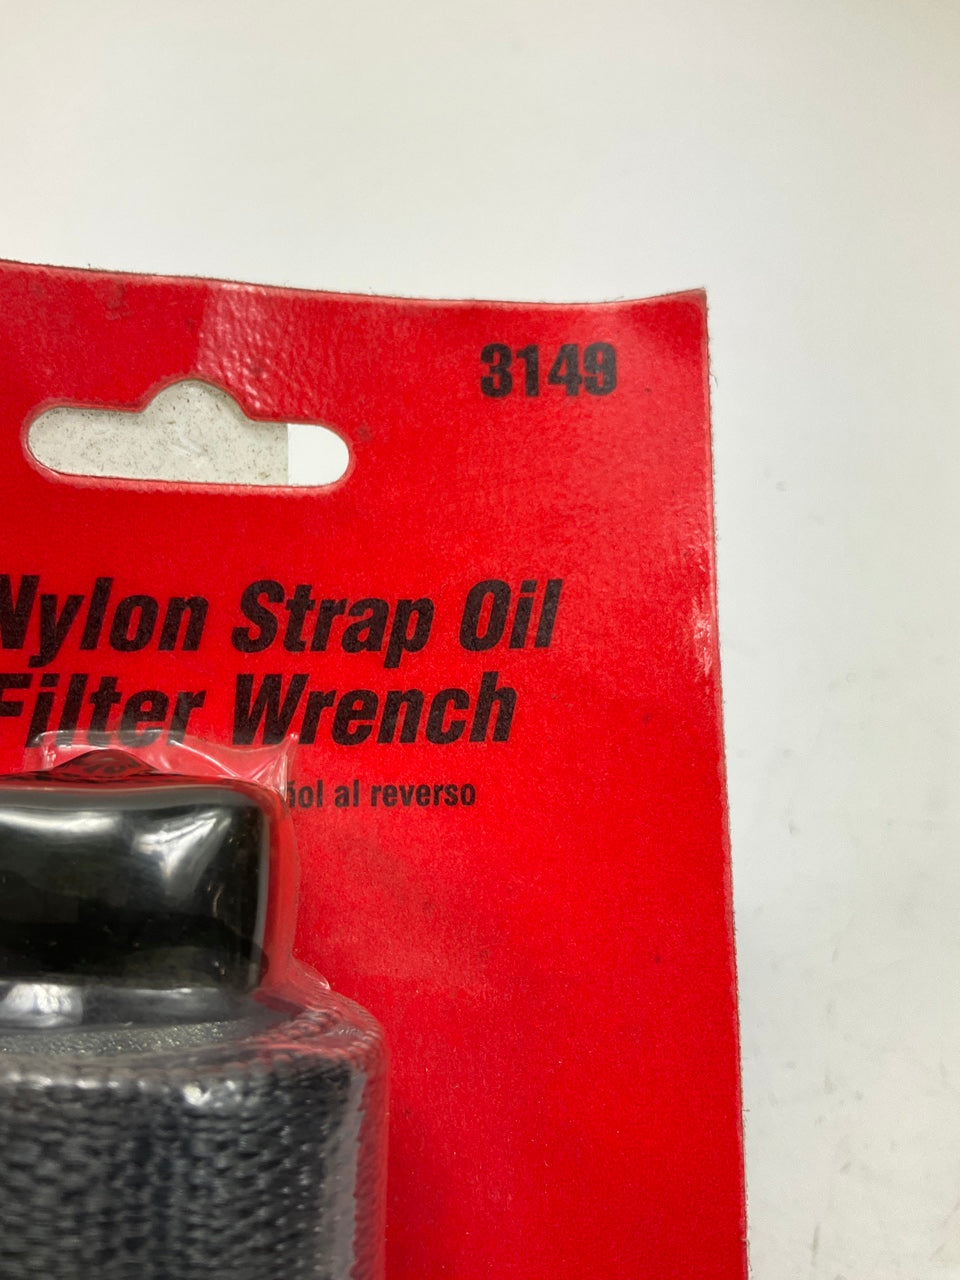 3149
Nylon Strap Oil
Filter Wrench
ñol al reverso